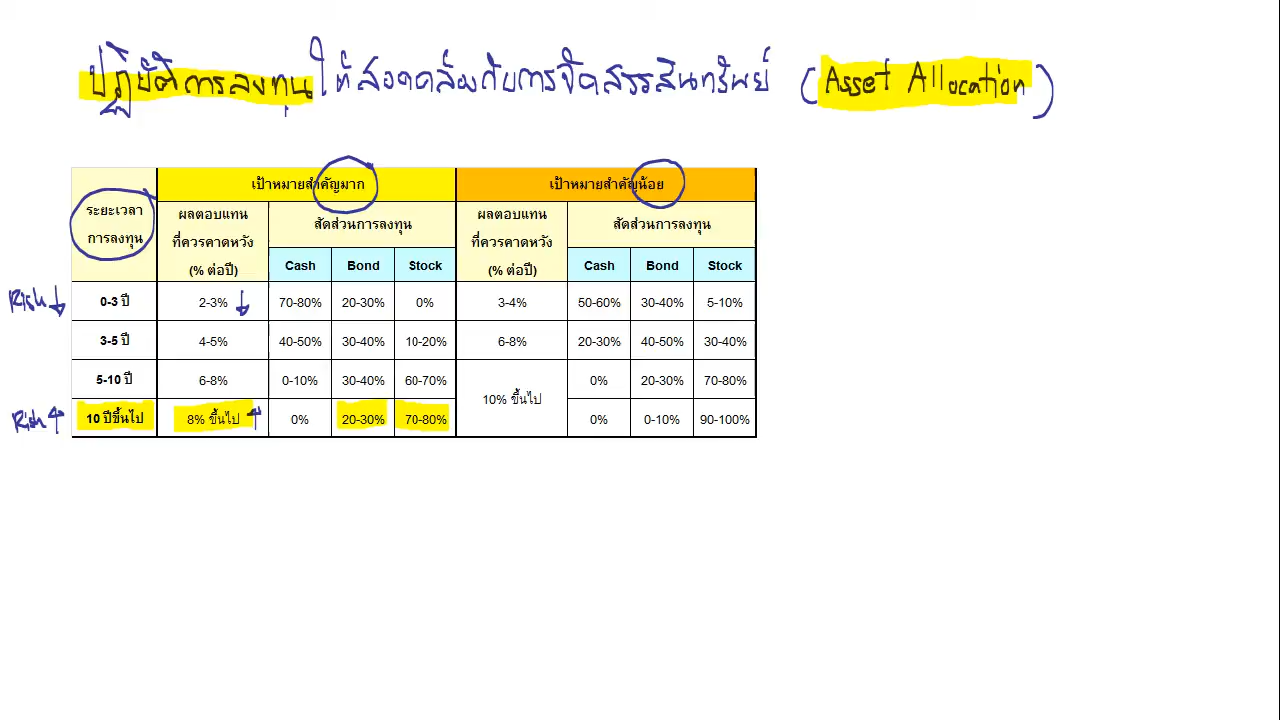 ปฏิบัติการลงทุนให้สอดคล้องกับการจัดสรรสินทรัพย์ (Asset Allocation)
ระยะเวลาการลงทุน เป้าหมายสำคัญมาก เป้าหมายสำคัญน้อย
ผลตอบแทนที่ควรคาดหวัง (% ต่อปี) สัดส่วนการลงทุน ผลตอบแทนที่ควรคาดหวัง (% ต่อปี) สัดส่วนการลงทุน
Cash Bond Stock Cash Bond Stock
Risk ↓ 0-3 ปี 2-3% ↓ 70-80% 20-30% 0% 3-4% 50-60% 30-40% 5-10%
3-5 ปี 4-5% 40-50% 30-40% 10-20% 6-8% 20-30% 40-50% 30-40%
5-10 ปี 6-8% 0-10% 30-40% 60-70% 10% ขึ้นไป 0% 20-30% 70-80%
Risk ↑ 10 ปีขึ้นไป 8% ขึ้นไป ↑ 0% 20-30% 70-80% 0% 0-10% 90-100%